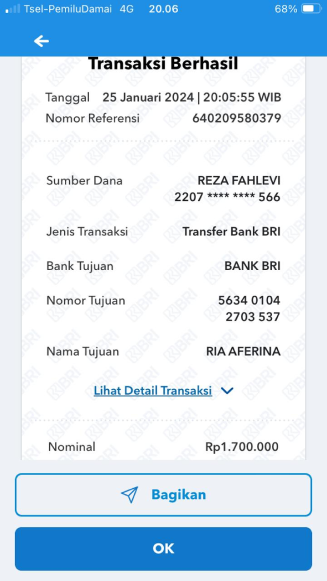 Tsel-PemiluDamai 4G 20.06 68%
Transaksi Berhasil
Tanggal 25 Januari 2024 | 20:05:55 WIB
Nomor Referensi 640209580379
Sumber Dana REZA FAHLEVI
2207 **** **** 566
Jenis Transaksi Transfer Bank BRI
Bank Tujuan BANK BRI
Nomor Tujuan 5634 0104
2703 537
Nama Tujuan RIA AFERINA
Lihat Detail Transaksi
Nominal Rp1.700.000
Bagikan
OK